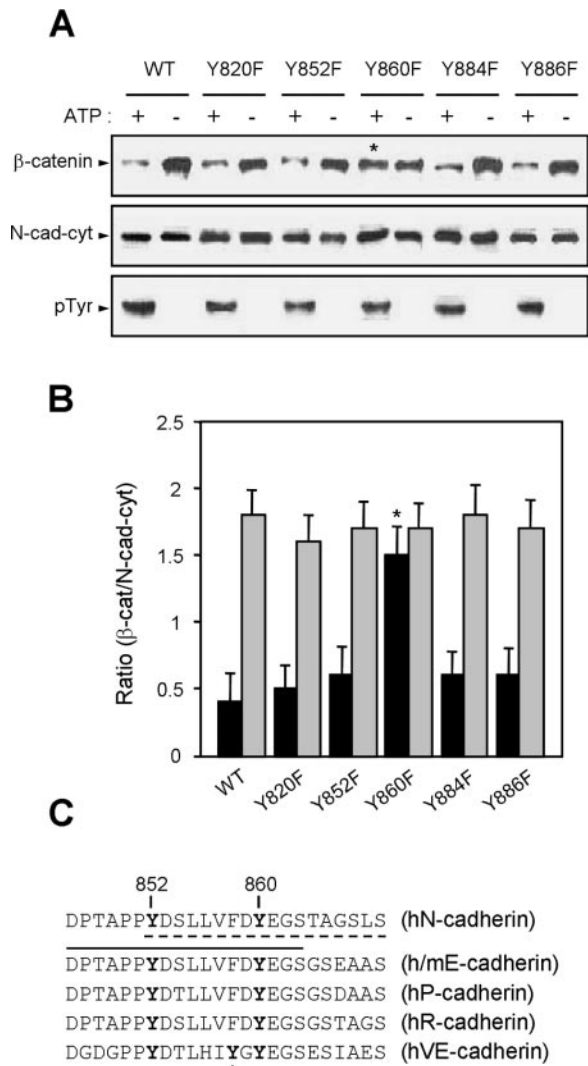 A
WT Y820F Y852F Y860F Y884F Y886F
ATP : + - + - + - + - + - + -
*
β-catenin
N-cad-cyt
pTyr
B
2.5
2
1.5
1
0.5
0
Ratio (β-cat/N-cad-cyt)
*
WT Y820F Y852F Y860F Y884F Y886F
C
852 860
DPTAPPYDSLLVFDYEGSTAGSLS (hN-cadherin)
DPTAPPYDSLLVFDYEGSGSEAAS (h/mE-cadherin)
DPTAPPYDTLLVFDYEGSGSDAAS (hP-cadherin)
DPTAPPYDSLLVFDYEGSGSTAGS (hR-cadherin)
DGDGPPYDTLHIYGYEGSESIAES (hVE-cadherin)